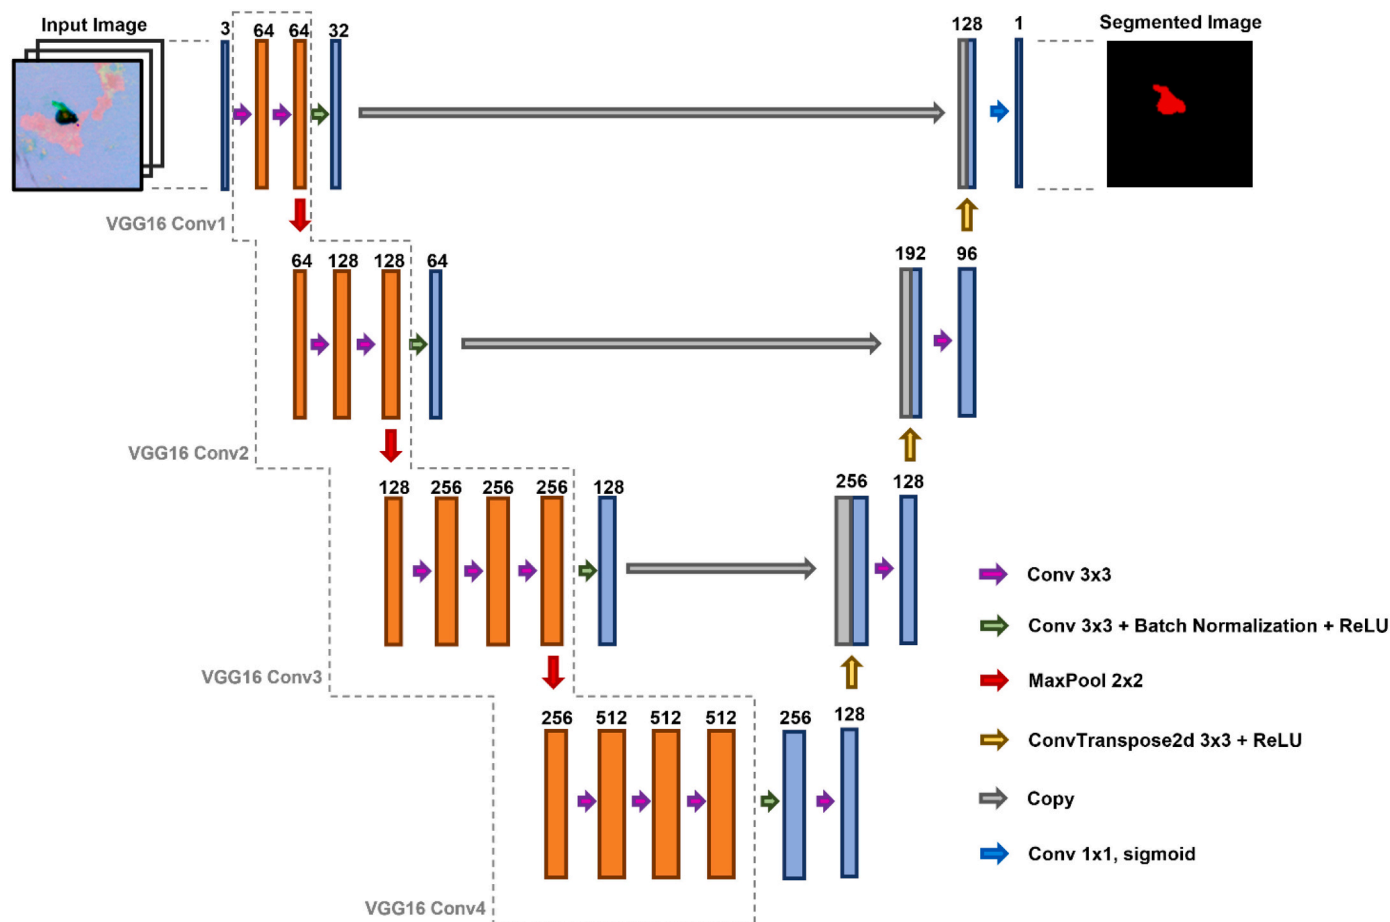 Input Image
3
64
64
32
128
1
Segmented Image
VGG16 Conv1
64
128
128
64
192
96
VGG16 Conv2
128
256
256
256
128
256
128
VGG16 Conv3
256
512
512
512
256
128
VGG16 Conv4
Conv 3x3
Conv 3x3 + Batch Normalization + ReLU
MaxPool 2x2
ConvTranspose2d 3x3 + ReLU
Copy
Conv 1x1, sigmoid